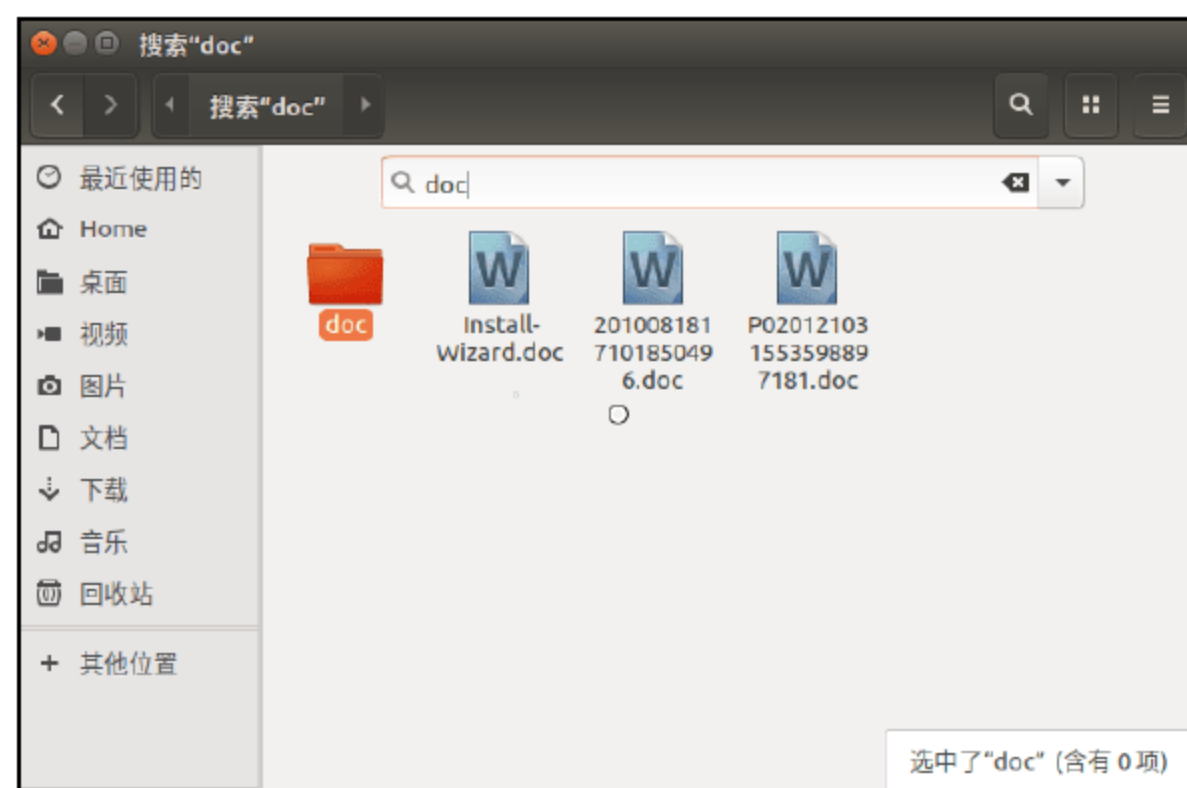 搜索“doc”
搜索“doc”
最近使用的
Home
桌面
视频
图片
文档
下载
音乐
回收站
其他位置
doc
doc
Install-
Wizard.doc
201008181
710185049
6.doc
P02012103
155359889
7181.doc
选中了“doc” (含有 0 项)